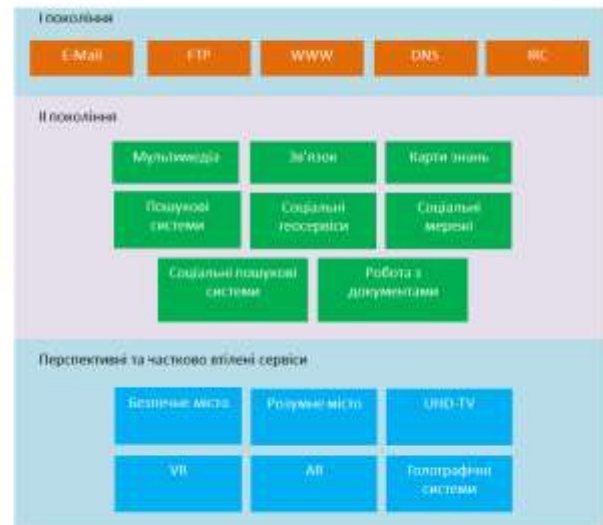 І покоління
E-Mail FTP WWW DNS IRC
ІІ покоління
Мультимедіа Зв'язок Карти знань
Пошукові Соціальні Соціальні
системи геосервіси мережі
Соціальні пошукові Робота з
системи документами
Перспективні та частково втілені сервіси
Безпечне місто Розумне місто UHD-TV
VR AR Голографічні
системи